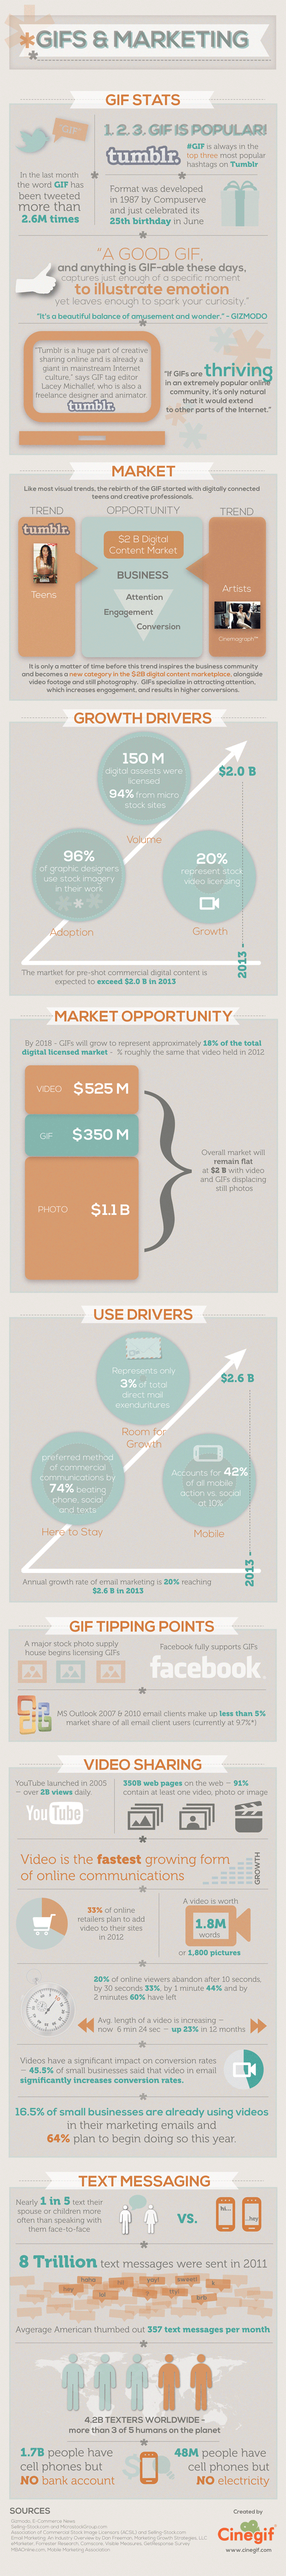 GIFS & MARKETING
GIF STATS
"GIF"
In the last month
the word GIF has
been tweeted
more than
2.6M times
1. 2. 3. GIF IS POPULAR!
tumblr.
#GIF is always in the
top three most popular
hashtags on Tumblr
Format was developed
in 1987 by Compuserve
and just celebrated its
25th birthday in June
"A GOOD GIF,
and anything is GIF-able these days,
captures just enough of a specific moment
to illustrate emotion
yet leaves enough to spark your curiosity."
"It's a beautiful balance of amusement and wonder." - GIZMODO
"Tumblr is a huge part of creative
sharing online and is already a
giant in mainstream Internet
culture," says GIF tag editor
Lacey Micallef, who is also a
freelance designer and animator.
tumblr.
"If GIFs are thriving
in an extremely popular online
community, it's only natural
that it would extend
to other parts of the Internet."
MARKET
Like most visual trends, the rebirth of the GIF started with digitally connected
teens and creative professionals.
TREND
OPPORTUNITY
TREND
tumblr.
Teens
$2 B Digital
Content Market
BUSINESS
Attention
Engagement
Conversion
Artists
Cinemagraph™
It is only a matter of time before this trend inspires the business community
and becomes a new category in the $2B digital content marketplace, alongside
video footage and still photography. GIFs specialize in attracting attention,
which increases engagement, and results in higher conversions.
GROWTH DRIVERS
150 M
digital assests were
licensed
94% from micro
stock sites
Volume
$2.0 B
96%
of graphic designers
use stock imagery
in their work
Adoption
20%
represent stock
video licensing
Growth
2013 -
The martket for pre-shot commercial digital content is
expected to exceed $2.0 B in 2013
MARKET OPPORTUNITY
By 2018 - GIFs will grow to represent approximately 18% of the total
digital licensed market - % roughly the same that video held in 2012
VIDEO $525 M
GIF $350 M
PHOTO $1.1 B
Overall market will
remain flat
at $2 B with video
and GIFs displacing
still photos
USE DRIVERS
Represents only
3% of total
direct mail
exenduritures
Room for
Growth
$2.6 B
preferred method
of commercial
communications by
74% beating
phone, social
and texts
Here to Stay
Accounts for 42%
of all mobile
action vs. social
at 10%
Mobile
2013 -
Annual growth rate of email marketing is 20% reaching
$2.6 B in 2013
GIF TIPPING POINTS
A major stock photo supply
house begins licensing GIFs
Facebook fully supports GIFs
facebook
MS Outlook 2007 & 2010 email clients make up less than 5%
market share of all email client users (currently at 9.7%*)
VIDEO SHARING
YouTube launched in 2005
— over 2B views daily.
YouTube
350B web pages on the web — 91%
contain at least one video, photo or image
Video is the fastest growing form
of online communications
GROWTH
33% of online
retailers plan to add
video to their sites
in 2012
A video is worth
1.8M
words
or 1,800 pictures
20% of online viewers abandon after 10 seconds,
by 30 seconds 33%, by 1 minute 44% and by
2 minutes 60% have left
Avg. length of a video is increasing —
now 6 min 24 sec — up 23% in 12 months
Videos have a significant impact on conversion rates
— 45.5% of small businesses said that video in email
significantly increases conversion rates.
16.5% of small businesses are already using videos
in their marketing emails and
64% plan to begin doing so this year.
TEXT MESSAGING
Nearly 1 in 5 text their
spouse or children more
often than speaking with
them face-to-face
VS.
hi...
...hey
8 Trillion text messages were sent in 2011
Avgerage American thumbed out 357 text messages per month
4.2B TEXTERS WORLDWIDE -
more than 3 of 5 humans on the planet
1.7B people have
cell phones but
NO bank account
48M people have
cell phones but
NO electricity
SOURCES
Created by
Cinegif
www.cinegif.com